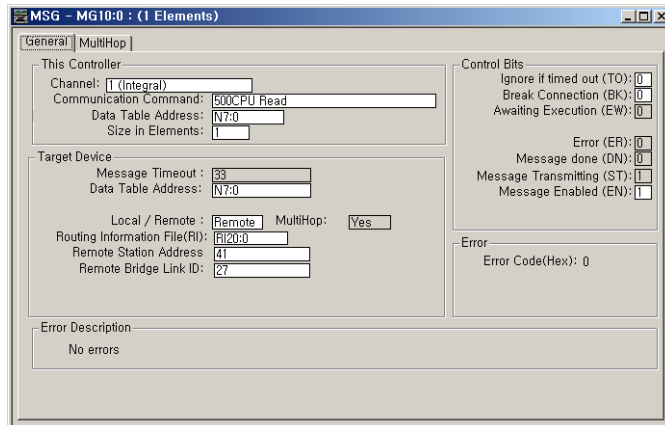 MSG - MG10:0 : (1 Elements)
General MultiHop
This Controller
Channel: 1 (Integral)
Communication Command: 500CPU Read
Data Table Address: N7:0
Size in Elements: 1
Target Device
Message Timeout : 33
Data Table Address: N7:0
Local / Remote : Remote MultiHop: Yes
Routing Information File(RI): RI20:0
Remote Station Address 41
Remote Bridge Link ID: 27
Control Bits
Ignore if timed out (TO): 0
Break Connection (BK): 0
Awaiting Execution (EW): 0
Error (ER): 0
Message done (DN): 0
Message Transmitting (ST): 1
Message Enabled (EN): 1
Error
Error Code(Hex): 0
Error Description
No errors